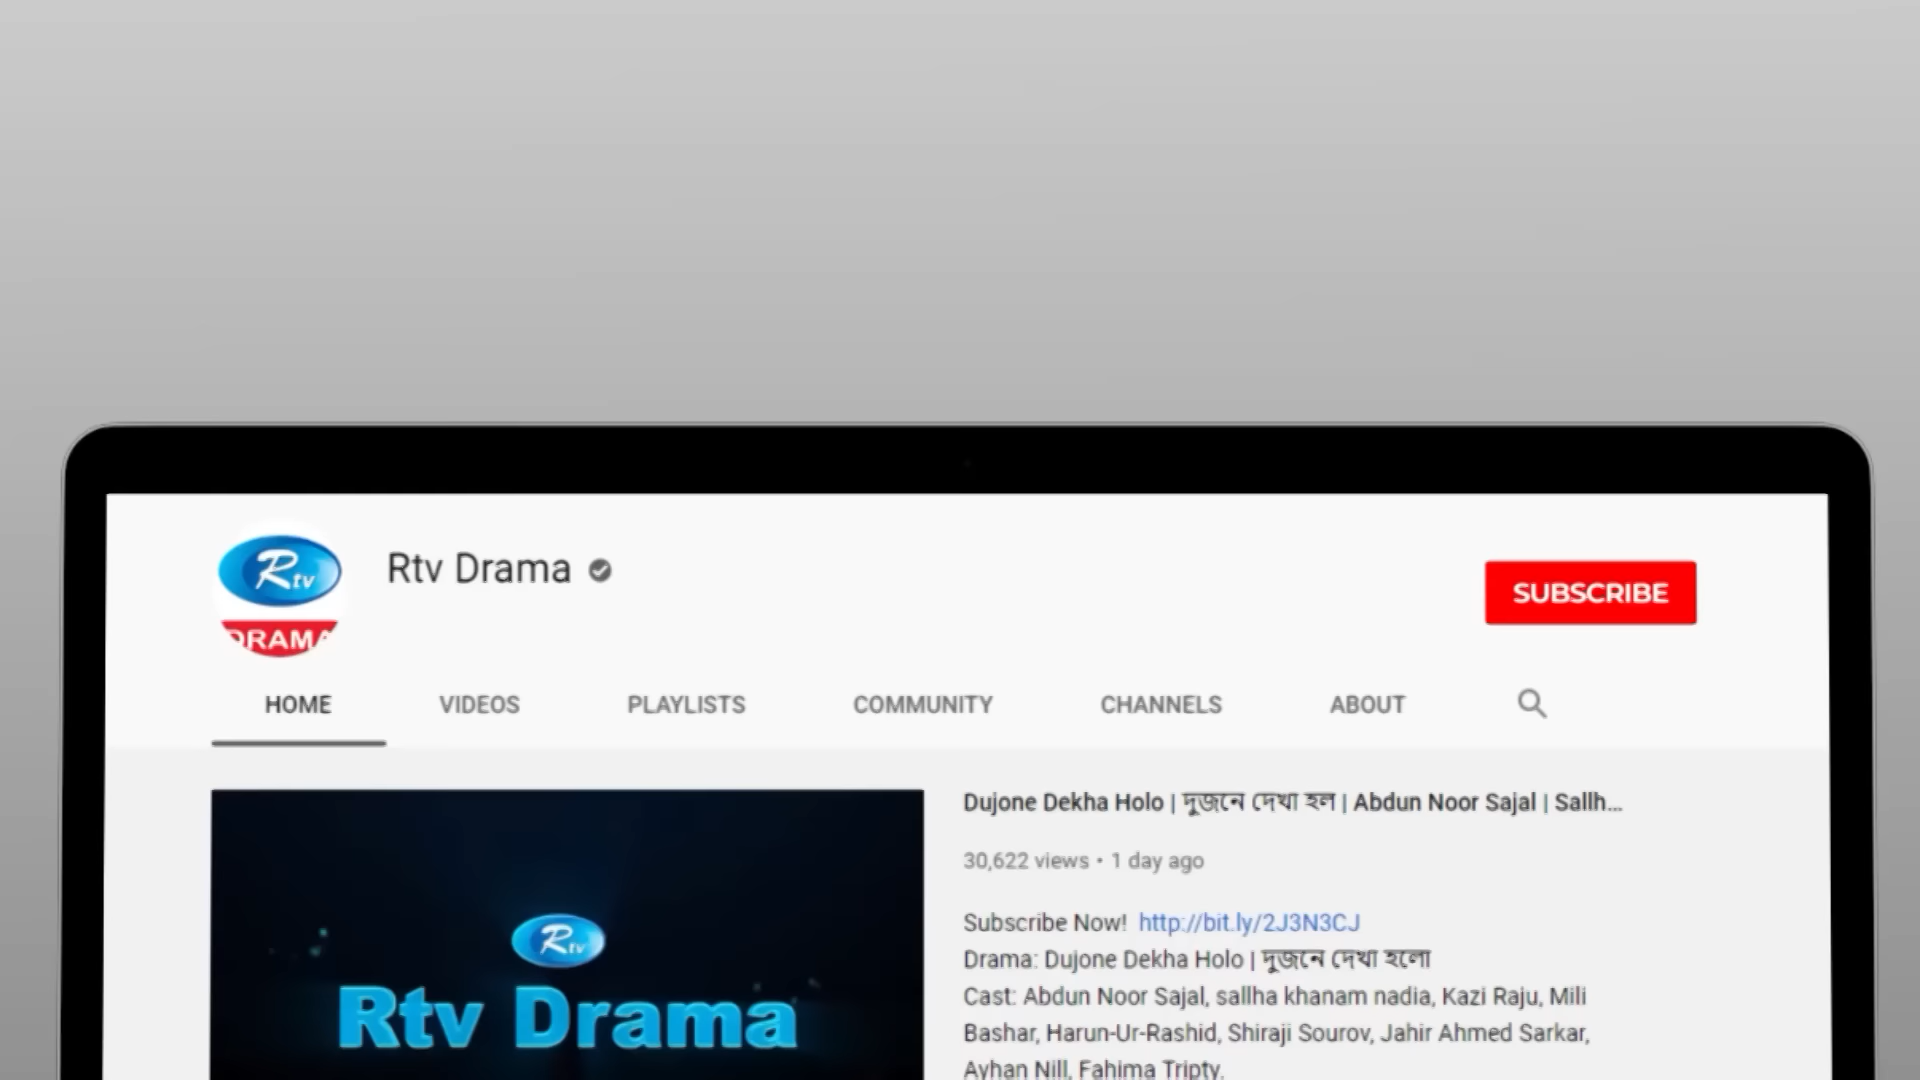 Rtv
DRAMA
Rtv Drama
SUBSCRIBE
HOME VIDEOS PLAYLISTS COMMUNITY CHANNELS ABOUT
Rtv
Rtv Drama
Dujone Dekha Holo | দুজনে দেখা হল | Abdun Noor Sajal | Sallh...
30,622 views • 1 day ago
Subscribe Now! http://bit.ly/2J3N3CJ
Drama: Dujone Dekha Holo | দুজনে দেখা হলো
Cast: Abdun Noor Sajal, sallha khanam nadia, Kazi Raju, Mili
Bashar, Harun-Ur-Rashid, Shiraji Sourov, Jahir Ahmed Sarkar,
Ayhan Nill, Fahima Tripty.